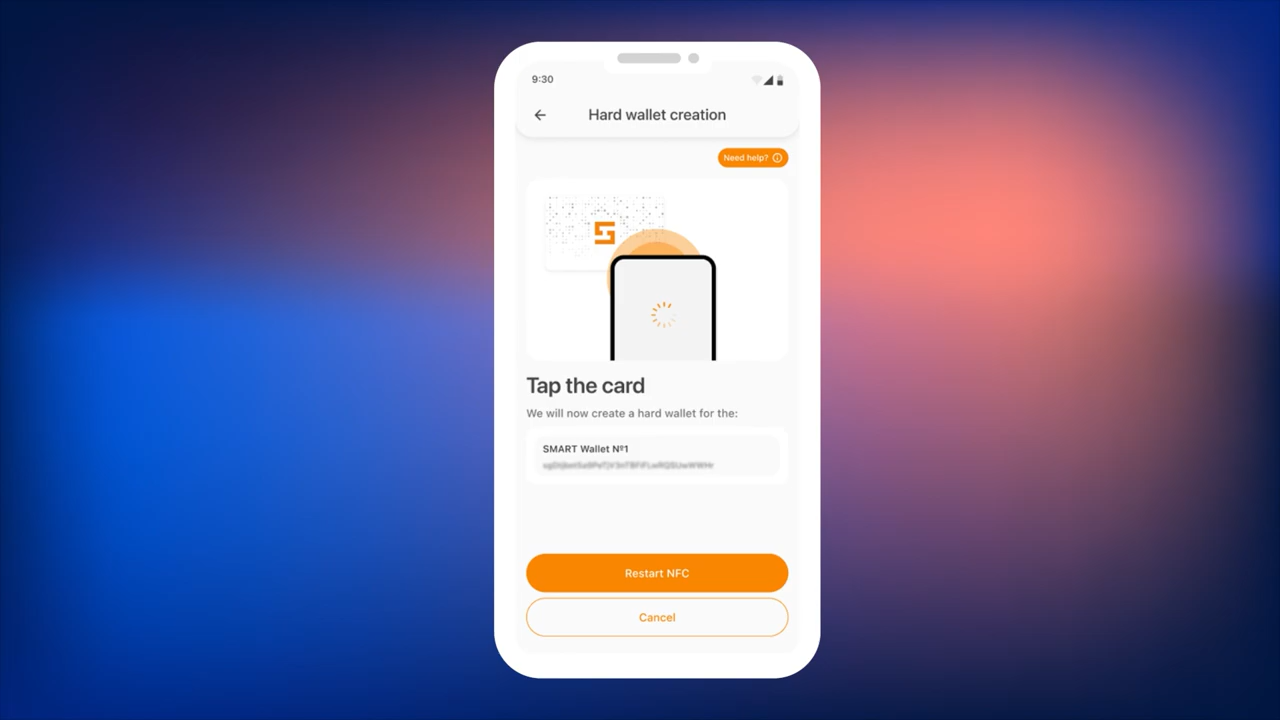 9:30
Hard wallet creation
Need help?
Tap the card
We will now create a hard wallet for the:
SMART Wallet Nº1
Restart NFC
Cancel